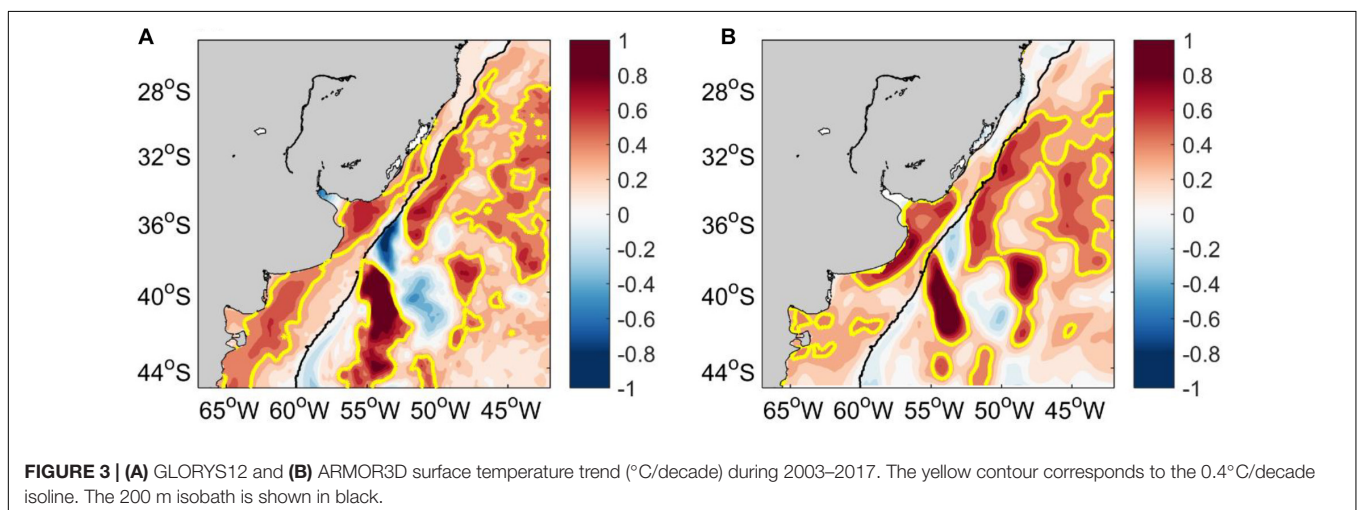 A
B
28°S
32°S
36°S
40°S
44°S
65°W 60°W 55°W 50°W 45°W
1
0.8
0.6
0.4
0.2
0
-0.2
-0.4
-0.6
-0.8
-1
28°S
32°S
36°S
40°S
44°S
65°W 60°W 55°W 50°W 45°W
1
0.8
0.6
0.4
0.2
0
-0.2
-0.4
-0.6
-0.8
-1
FIGURE 3 | (A) GLORYS12 and (B) ARMOR3D surface temperature trend (°C/decade) during 2003–2017. The yellow contour corresponds to the 0.4°C/decade
isoline. The 200 m isobath is shown in black.